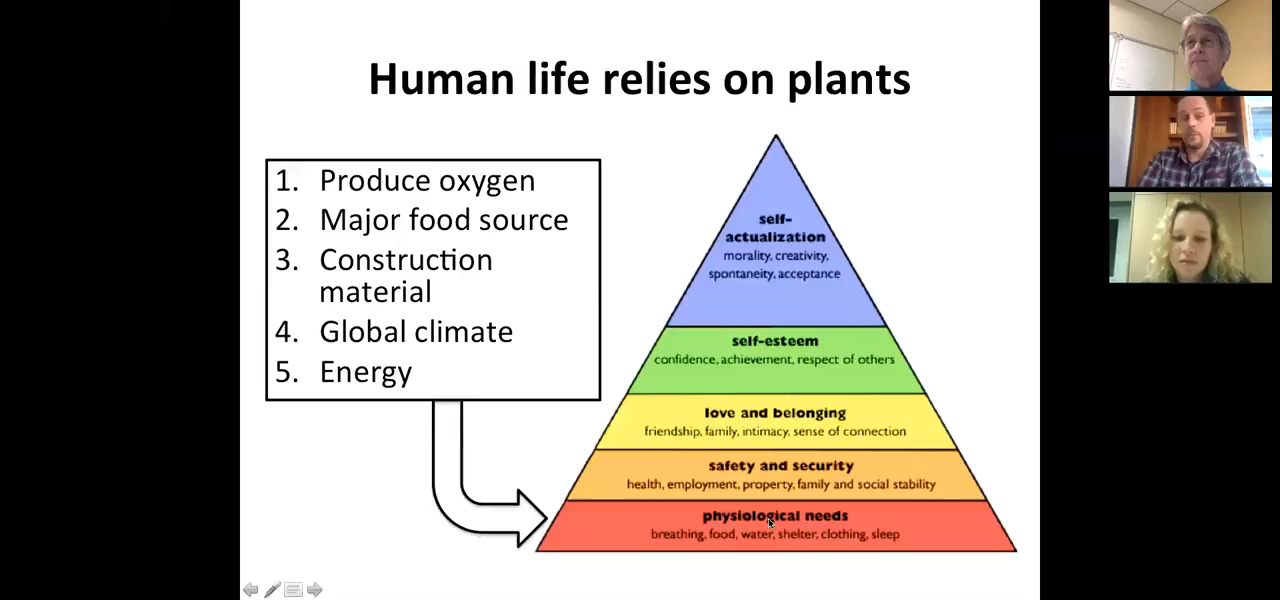 Human life relies on plants
1. Produce oxygen
2. Major food source
3. Construction
material
4. Global climate
5. Energy
self-
actualization
morality, creativity,
spontaneity, acceptance
self-esteem
confidence, achievement, respect of others
love and belonging
friendship, family, intimacy, sense of connection
safety and security
health, employment, property, family and social stability
physiological needs
breathing, food, water, shelter, clothing, sleep